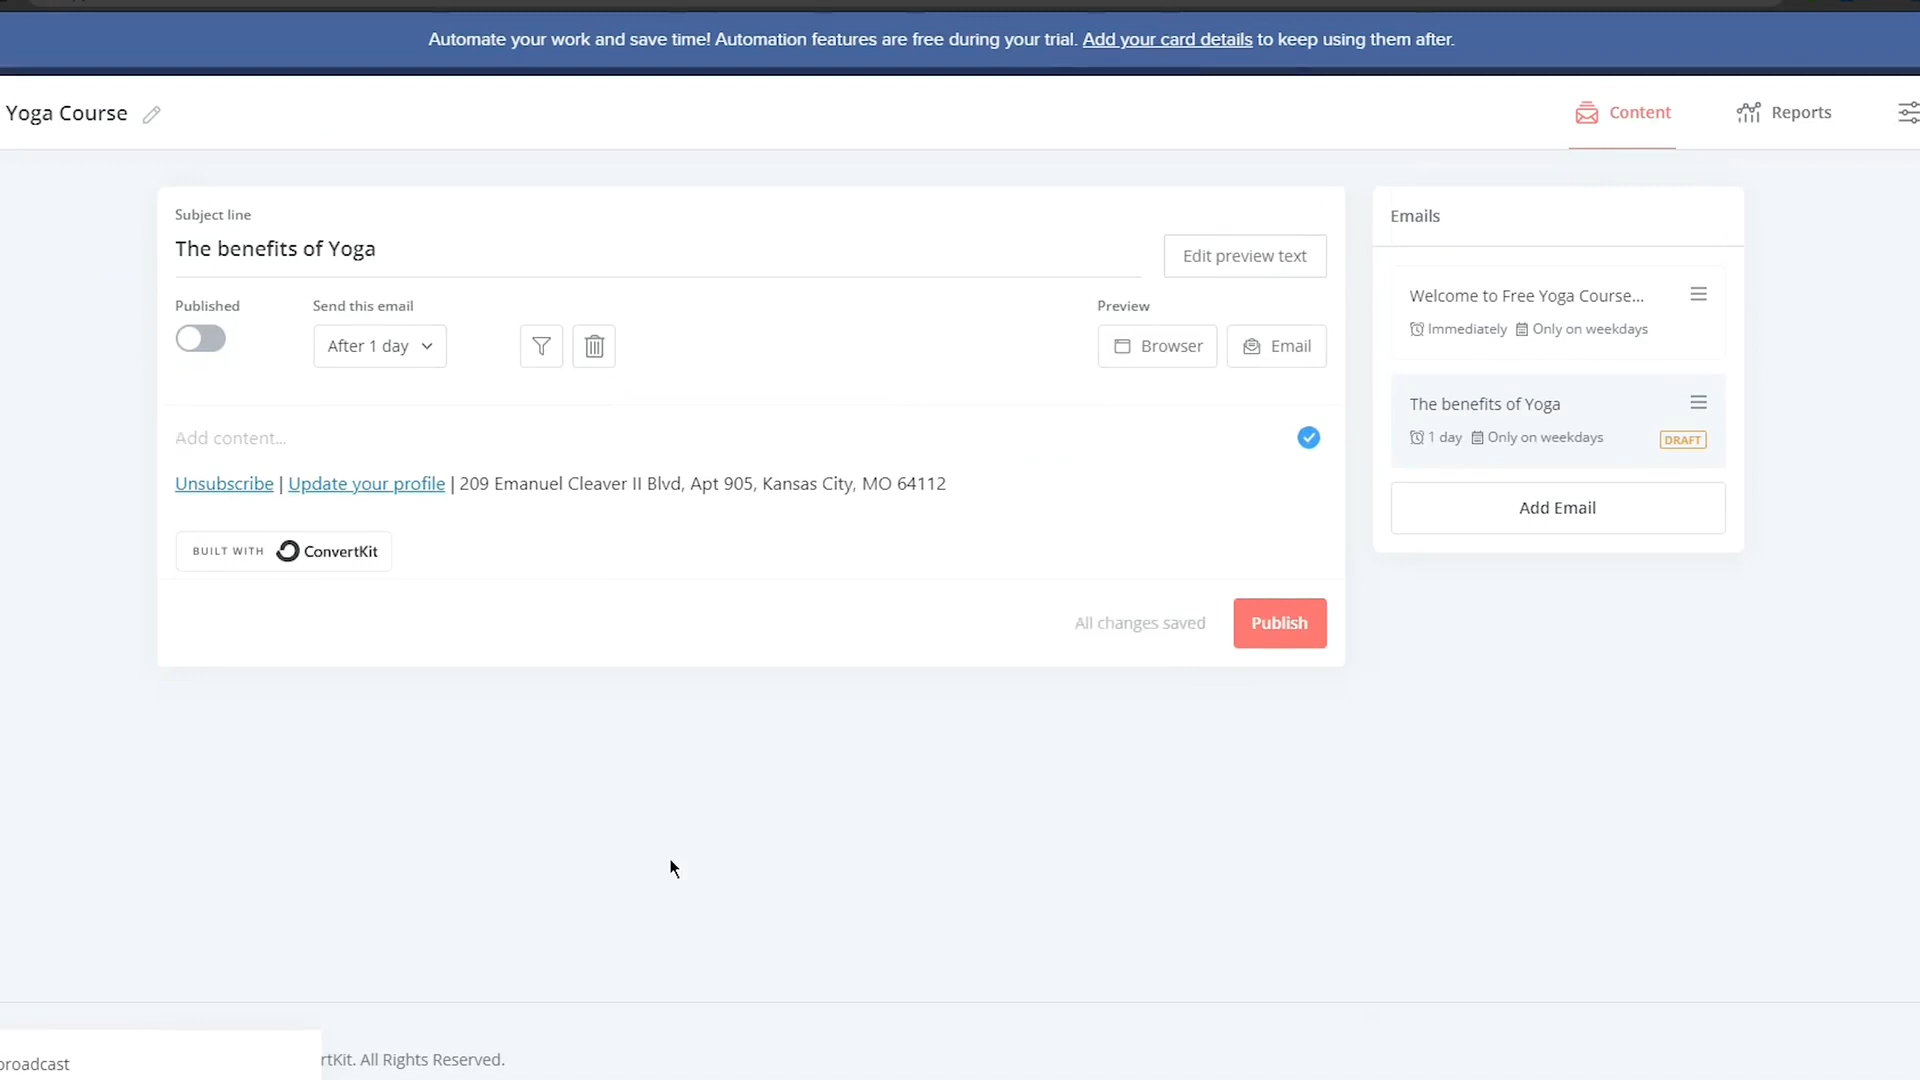 Automate your work and save time! Automation features are free during your trial. Add your card details to keep using them after.
Yoga Course
Content
Reports
Subject line
The benefits of Yoga
Edit preview text
Published
Send this email
After 1 day
Preview
Browser
Email
Add content...
Unsubscribe | Update your profile | 209 Emanuel Cleaver II Blvd, Apt 905, Kansas City, MO 64112
BUILT WITH ConvertKit
All changes saved
Publish
Emails
Welcome to Free Yoga Course...
Immediately Only on weekdays
The benefits of Yoga
1 day Only on weekdays
DRAFT
Add Email
broadcast
rtKit. All Rights Reserved.